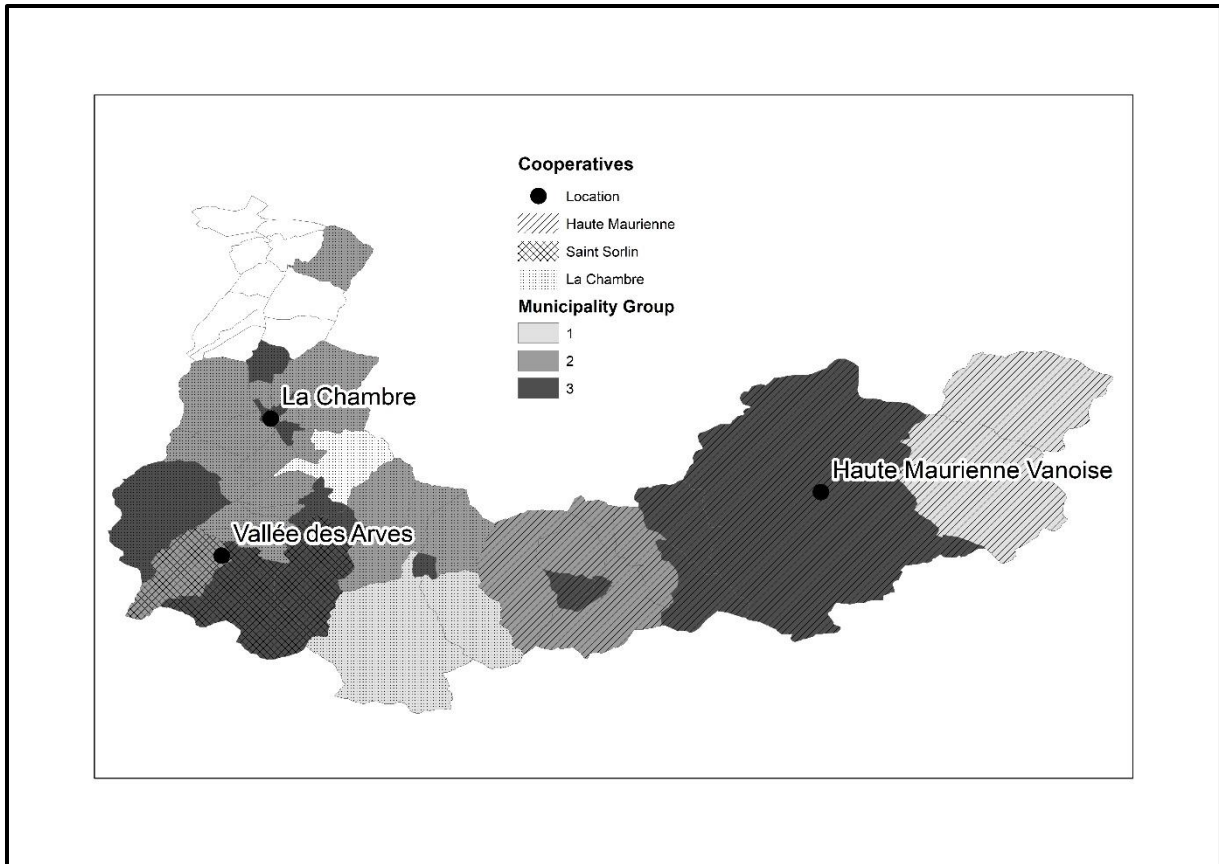 Cooperatives
Location
Haute Maurienne
Saint Sorlin
La Chambre
Municipality Group
1
2
3
La Chambre
Haute Maurienne Vanoise
Vallée des Arves